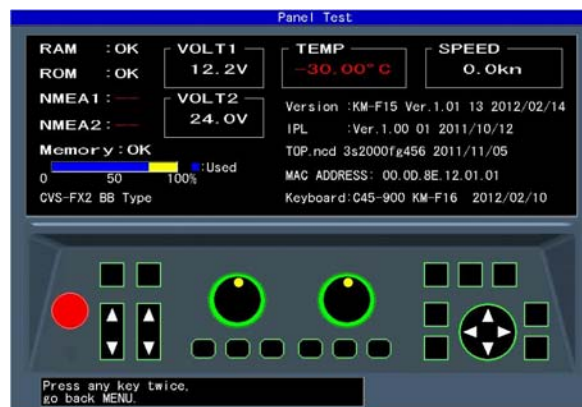 Panel Test
RAM :OK
ROM :OK
NMEA1:---
NMEA2:---
Memory:OK
:Used
0 50 100%
CVS-FX2 BB Type
VOLT1
12.2V
VOLT2
24.0V
TEMP
-30.00°C
SPEED
0.0kn
Version :KM-F15 Ver.1.01 13 2012/02/14
IPL :Ver.1.00 01 2011/10/12
TOP.ncd 3s2000fg456 2011/11/05
MAC ADDRESS: 00.0D.8E.12.01.01
Keyboard:C45-900 KM-F16 2012/02/10
Press any key twice,
go back MENU.